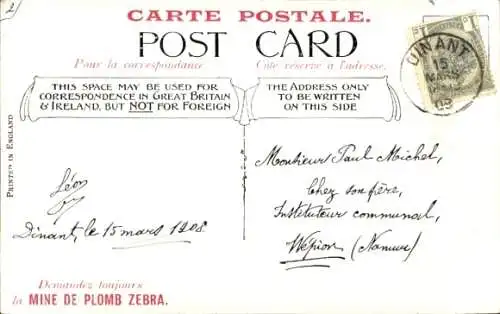 CARTE POSTALE.
POST CARD
Pour la correspondance
Côté réservé à l'adresse.
THIS SPACE MAY BE USED FOR
CORRESPONDENCE IN GREAT BRITAIN
& IRELAND, BUT NOT FOR FOREIGN
THE ADDRESS ONLY
TO BE WRITTEN
ON THIS SIDE
PRINTED IN ENGLAND
DINANT
15
MARS
Léon
Dinant, le 15 mars 1908.
Monsieur Paul Michel,
Chez son frère,
Instituteur communal,
Wépion (Namur)
Demandez toujours
la MINE DE PLOMB ZEBRA.